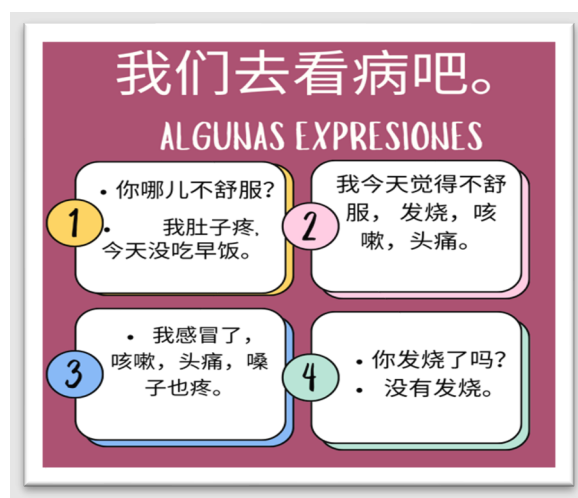 我们去看病吧。
ALGUNAS EXPRESIONES
1
• 你哪儿不舒服？
• 我肚子疼,
今天没吃早饭。
2
我今天觉得不舒
服， 发烧，咳
嗽，头痛。
3
• 我感冒了，
咳嗽，头痛，嗓
子也疼。
4
• 你发烧了吗？
• 没有发烧。